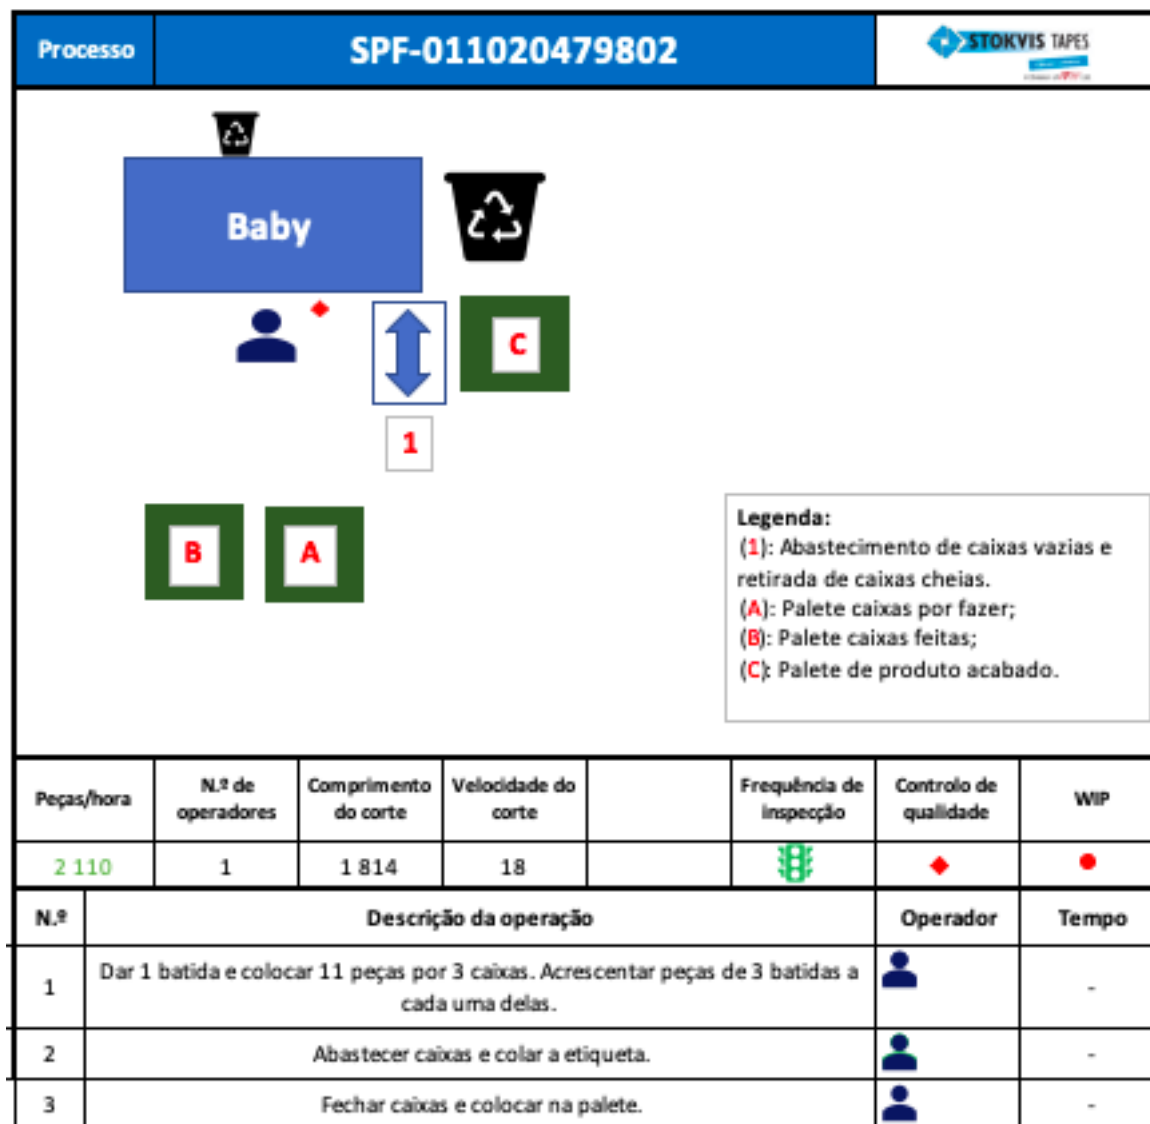 Processo
SPF-011020479802
STOKVIS TAPES
Baby
C
1
B
A
Legenda:
(1): Abastecimento de caixas vazias e
retirada de caixas cheias.
(A): Palete caixas por fazer;
(B): Palete caixas feitas;
(C): Palete de produto acabado.
Peças/hora
N.º de
operadores
Comprimento
do corte
Velocidade do
corte
Frequência de
inspecção
Controlo de
qualidade
WIP
2 110
1
1 814
18
N.º
Descrição da operação
Operador
Tempo
1
Dar 1 batida e colocar 11 peças por 3 caixas. Acrescentar peças de 3 batidas a
cada uma delas.
-
2
Abastecer caixas e colar a etiqueta.
-
3
Fechar caixas e colocar na palete.
-